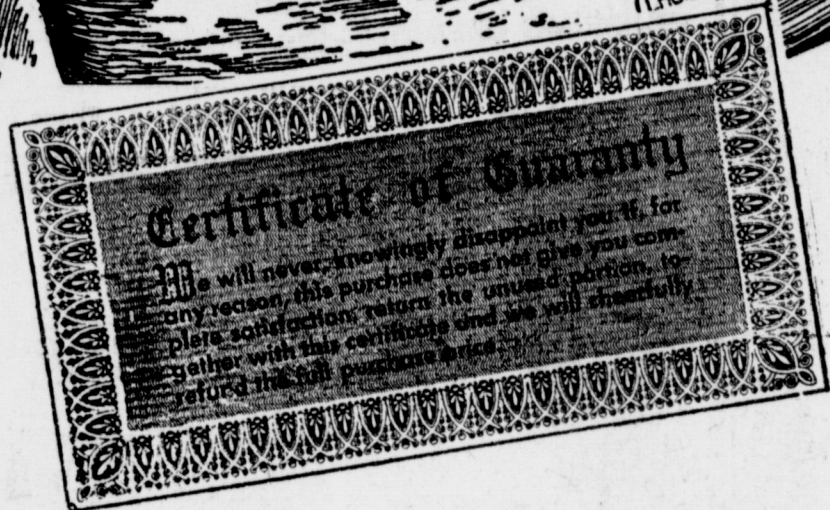 Certificate of Guaranty
We will never knowingly disappoint you. If, for
any reason, this purchase does not give you com-
plete satisfaction, return the unused portion, to-
gether with this certificate and we will cheerfully
refund the full purchase price.